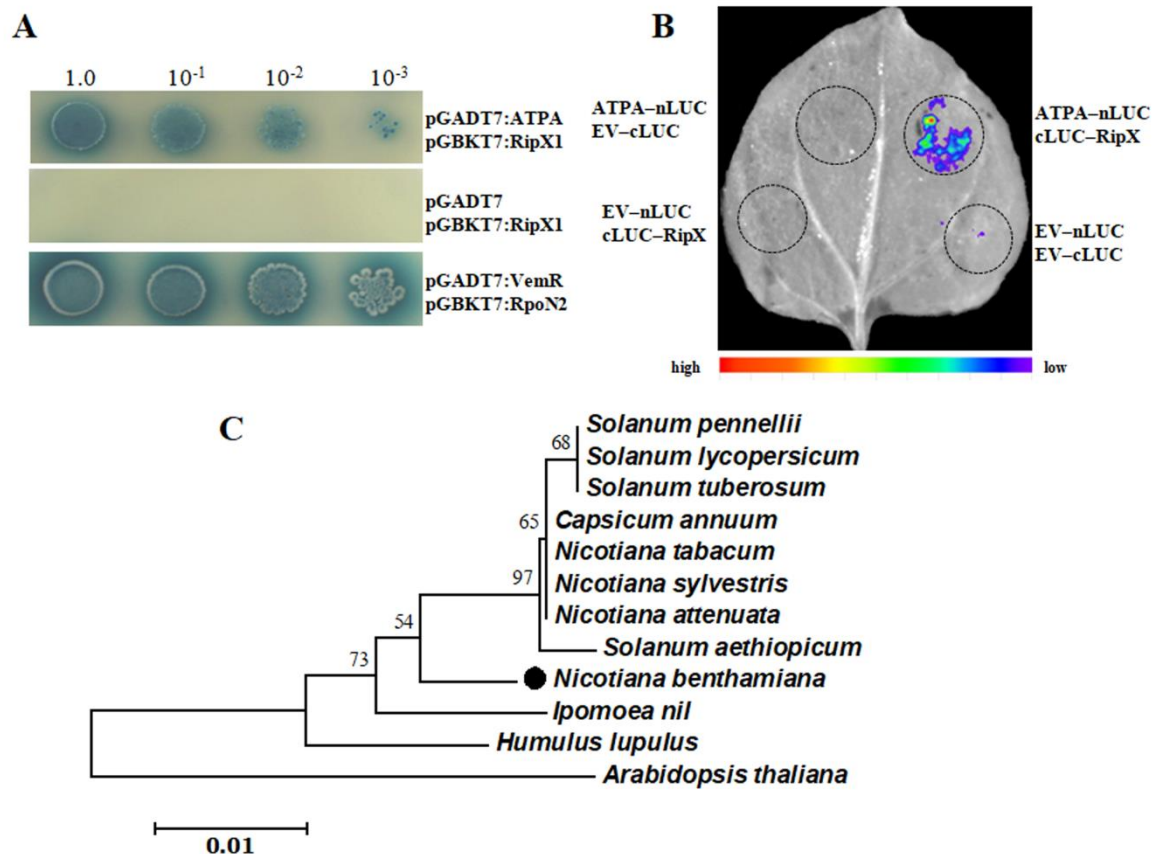 A
1.0 10-1 10-2 10-3
pGADT7:ATPA
pGBKT7:RipX1
pGADT7
pGBKT7:RipX1
pGADT7:VemR
pGBKT7:RpoN2
B
ATPA–nLUC
EV–cLUC
ATPA–nLUC
cLUC–RipX
EV–nLUC
cLUC–RipX
EV–nLUC
EV–cLUC
high
low
C
Solanum pennellii
68
Solanum lycopersicum
Solanum tuberosum
65
Capsicum annuum
Nicotiana tabacum
97
Nicotiana sylvestris
Nicotiana attenuata
54
Solanum aethiopicum
73
Nicotiana benthamiana
Ipomoea nil
Humulus lupulus
Arabidopsis thaliana
0.01